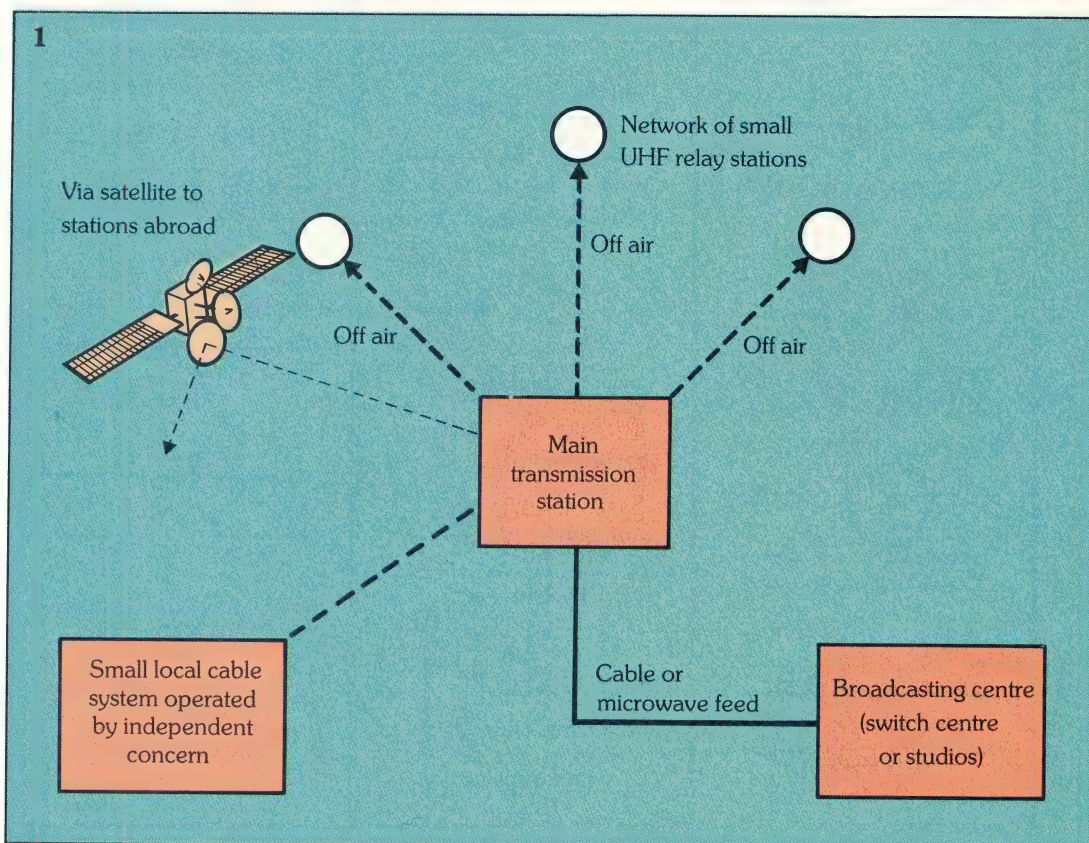 1
Network of small
UHF relay stations
Via satellite to
stations abroad
Off air
Off air
Off air
Main
transmission
station
Small local cable
system operated
by independent
concern
Cable or
microwave feed
Broadcasting centre
(switch centre
or studios)